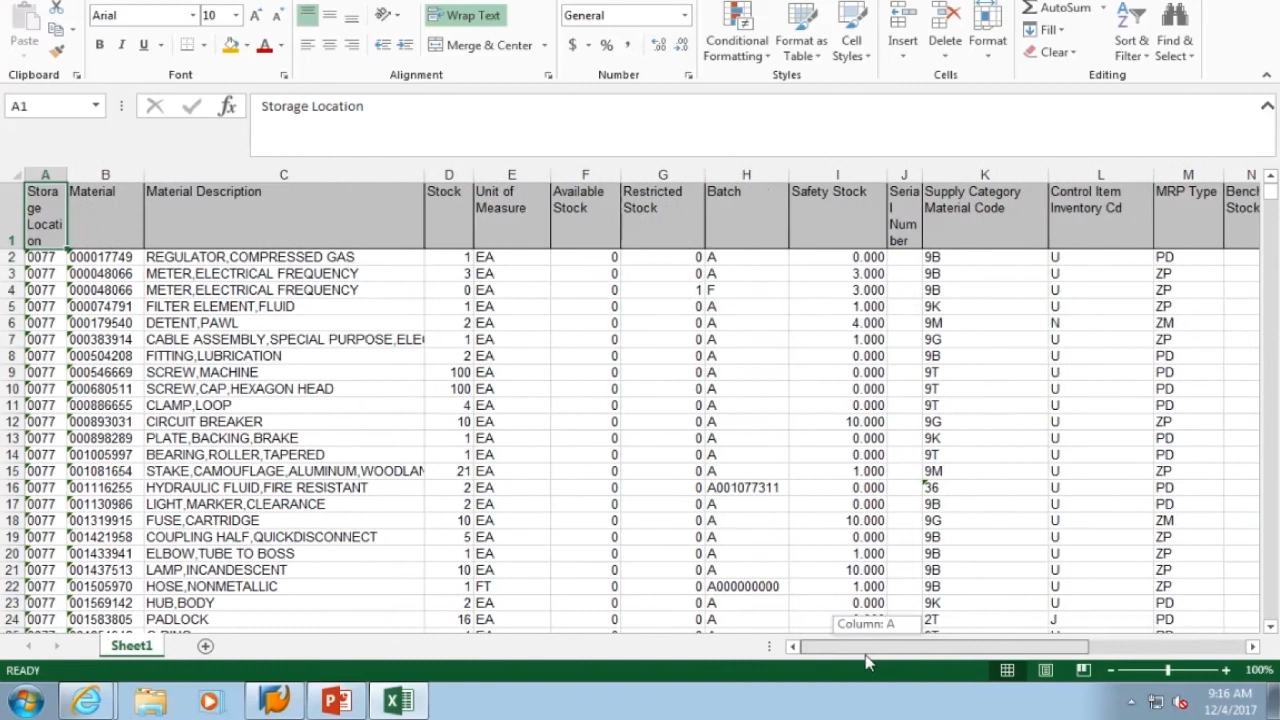 Arial 10 Wrap Text General AutoSum
Paste B I U Merge & Center $ % , Conditional Formatting Format as Table Cell Styles Insert Delete Format Fill Clear Sort & Filter Find & Select
Clipboard Font Alignment Number Styles Cells Editing
A1 fx Storage Location
A B C D E F G H I J K L M N
1 Storage Location Material Material Description Stock Unit of Measure Available Stock Restricted Stock Batch Safety Stock Serial Number Supply Category Material Code Control Item Inventory Cd MRP Type Bench Stock
2 0077 000017749 REGULATOR,COMPRESSED GAS 1 EA 0 0 A 0.000 9B U PD
3 0077 000048066 METER,ELECTRICAL FREQUENCY 3 EA 0 0 A 3.000 9B U ZP
4 0077 000048066 METER,ELECTRICAL FREQUENCY 0 EA 0 1 F 3.000 9B U ZP
5 0077 000074791 FILTER ELEMENT,FLUID 1 EA 0 0 A 1.000 9K U ZP
6 0077 000179540 DETENT,PAWL 2 EA 0 0 A 4.000 9M N ZM
7 0077 000383914 CABLE ASSEMBLY,SPECIAL PURPOSE,ELE 1 EA 0 0 A 1.000 9G U ZP
8 0077 000504208 FITTING,LUBRICATION 2 EA 0 0 A 0.000 9B U PD
9 0077 000546669 SCREW,MACHINE 100 EA 0 0 A 0.000 9T U PD
10 0077 000680511 SCREW,CAP,HEXAGON HEAD 100 EA 0 0 A 0.000 9T U PD
11 0077 000886655 CLAMP,LOOP 4 EA 0 0 A 0.000 9T U PD
12 0077 000893031 CIRCUIT BREAKER 10 EA 0 0 A 10.000 9G U ZP
13 0077 000898289 PLATE,BACKING,BRAKE 1 EA 0 0 A 0.000 9K U PD
14 0077 001005997 BEARING,ROLLER,TAPERED 1 EA 0 0 A 0.000 9T U PD
15 0077 001081654 STAKE,CAMOUFLAGE,ALUMINUM,WOODLAN 21 EA 0 0 A 1.000 9M U ZP
16 0077 001116255 HYDRAULIC FLUID,FIRE RESISTANT 2 EA 0 0 A001077311 0.000 36 U PD
17 0077 001130986 LIGHT,MARKER,CLEARANCE 2 EA 0 0 A 0.000 9B U PD
18 0077 001319915 FUSE,CARTRIDGE 10 EA 0 0 A 10.000 9G U ZM
19 0077 001421958 COUPLING HALF,QUICKDISCONNECT 5 EA 0 0 A 0.000 9B U PD
20 0077 001433941 ELBOW,TUBE TO BOSS 1 EA 0 0 A 1.000 9B U ZP
21 0077 001437513 LAMP,INCANDESCENT 10 EA 0 0 A 10.000 9B U ZP
22 0077 001505970 HOSE,NONMETALLIC 1 FT 0 0 A000000000 1.000 9B U ZP
23 0077 001569142 HUB,BODY 2 EA 0 0 A 0.000 9K U PD
24 0077 001583805 PADLOCK 16 EA 0 0 A 2T J PD
Column: A
Sheet1
READY 100%
9:16 AM
12/4/2017